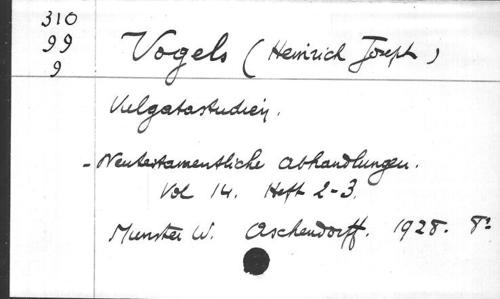 310
99
9
Vogels (Heinrich Joseph)
Vulgatastudien.
- Neutestamentliche Abhandlungen.
Vol 14. Heft 2-3.
Munster W. Aschendorff. 1928. 8°